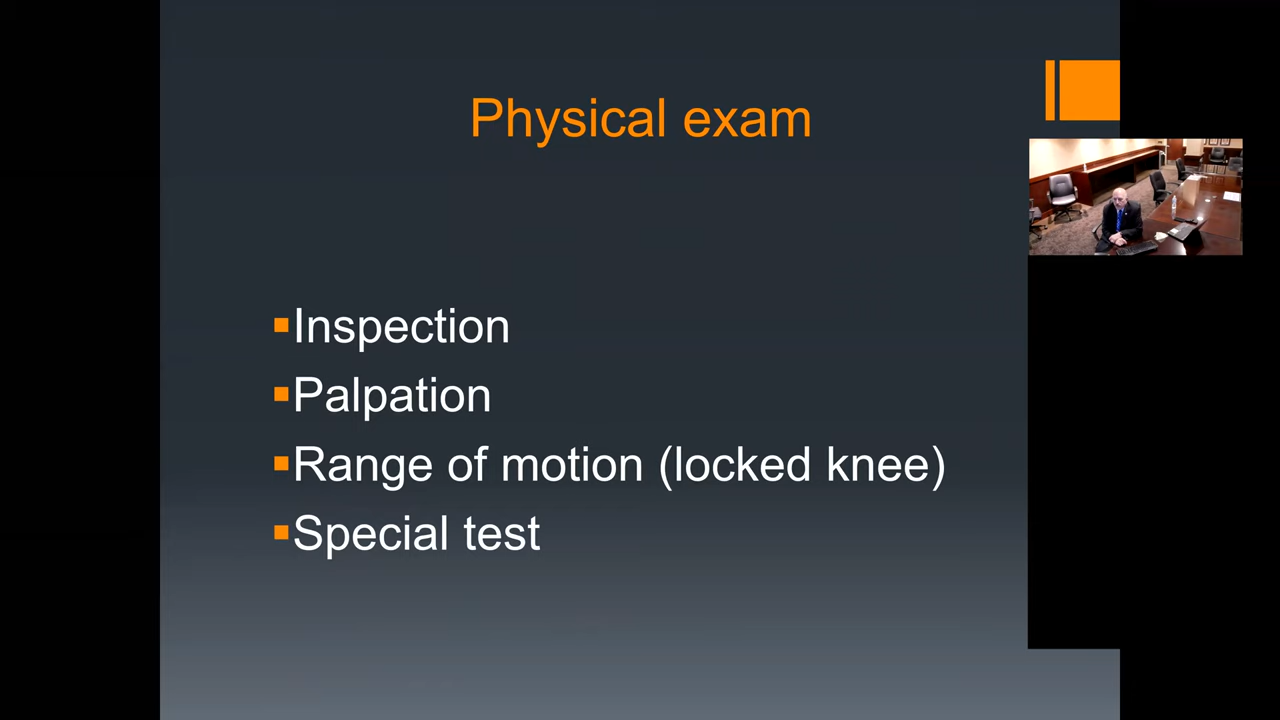 Physical exam
▪Inspection
▪Palpation
▪Range of motion (locked knee)
▪Special test